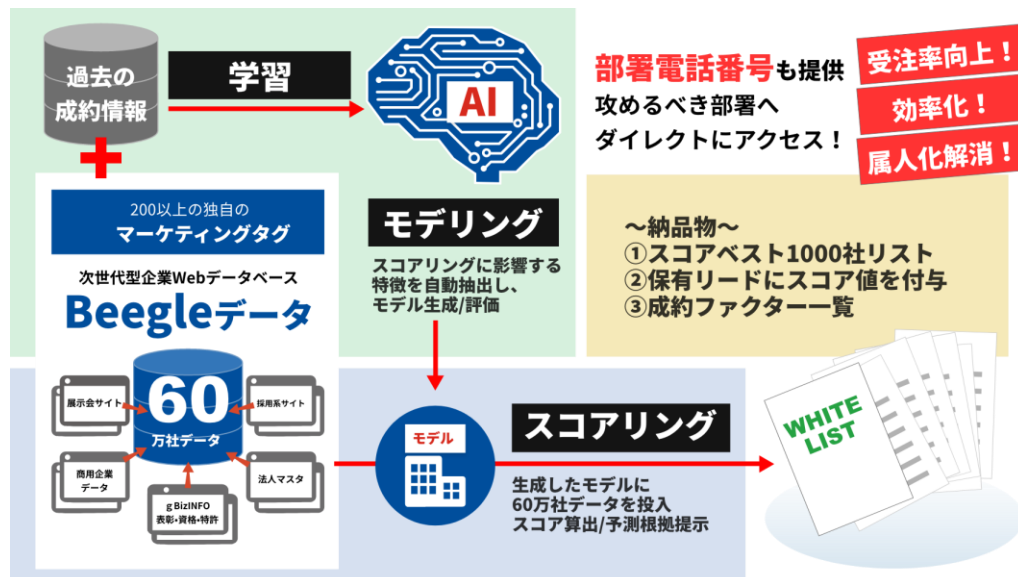 過去の
成約情報
学習
AI
部署電話番号も提供
攻めるべき部署へ
ダイレクトにアクセス！
受注率向上！
効率化！
属人化解消！
200以上の独自の
マーケティングタグ
次世代型企業Webデータベース
Beegleデータ
モデリング
スコアリングに影響する
特徴を自動抽出し、
モデル生成/評価
～納品物～
①スコアベスト1000社リスト
②保有リードにスコア値を付与
③成約ファクター一覧
60
万社データ
展示会サイト
採用系サイト
商用企業
データ
gBizINFO
表彰・資格・特許
法人マスタ
モデル
スコアリング
生成したモデルに
60万社データを投入
スコア算出/予測根拠提示
WHITE
LIST